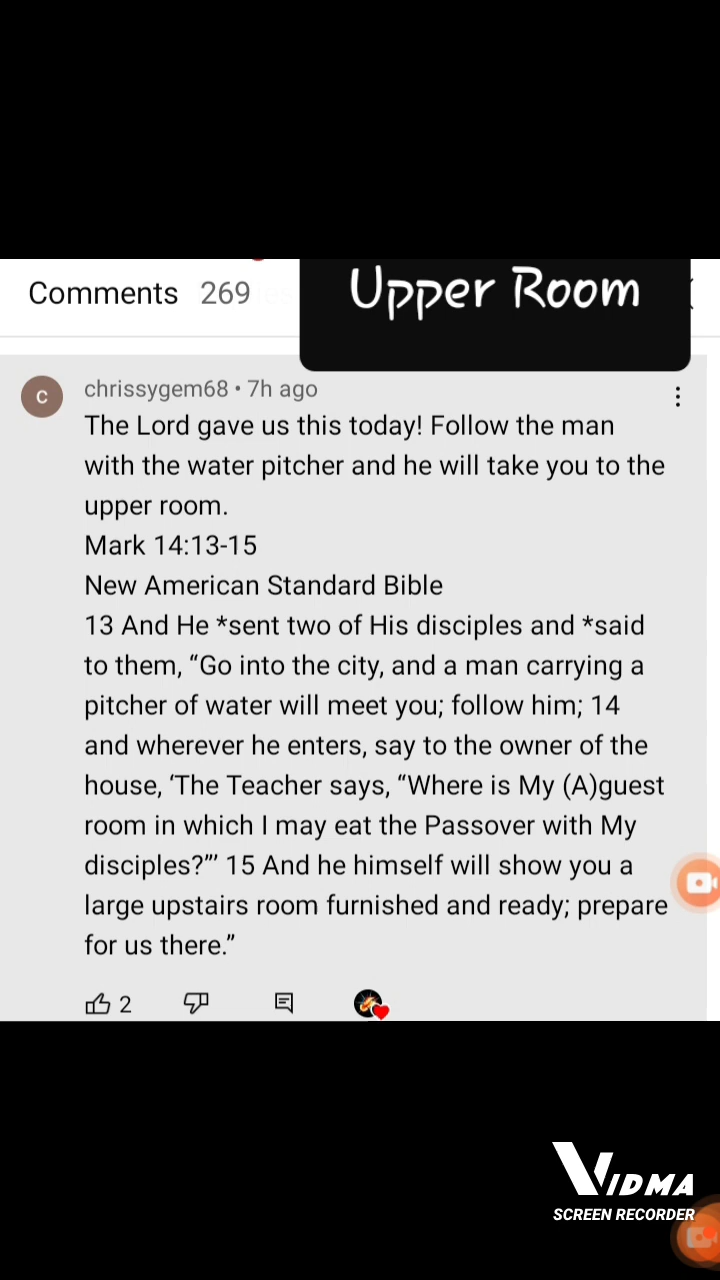 Upper Room
Comments 269
C
chrissygem68 • 7h ago
The Lord gave us this today! Follow the man
with the water pitcher and he will take you to the
upper room.
Mark 14:13-15
New American Standard Bible
13 And He *sent two of His disciples and *said
to them, “Go into the city, and a man carrying a
pitcher of water will meet you; follow him; 14
and wherever he enters, say to the owner of the
house, ‘The Teacher says, “Where is My (A)guest
room in which I may eat the Passover with My
disciples?”’ 15 And he himself will show you a
large upstairs room furnished and ready; prepare
for us there.”
2
VIDMA
SCREEN RECORDER